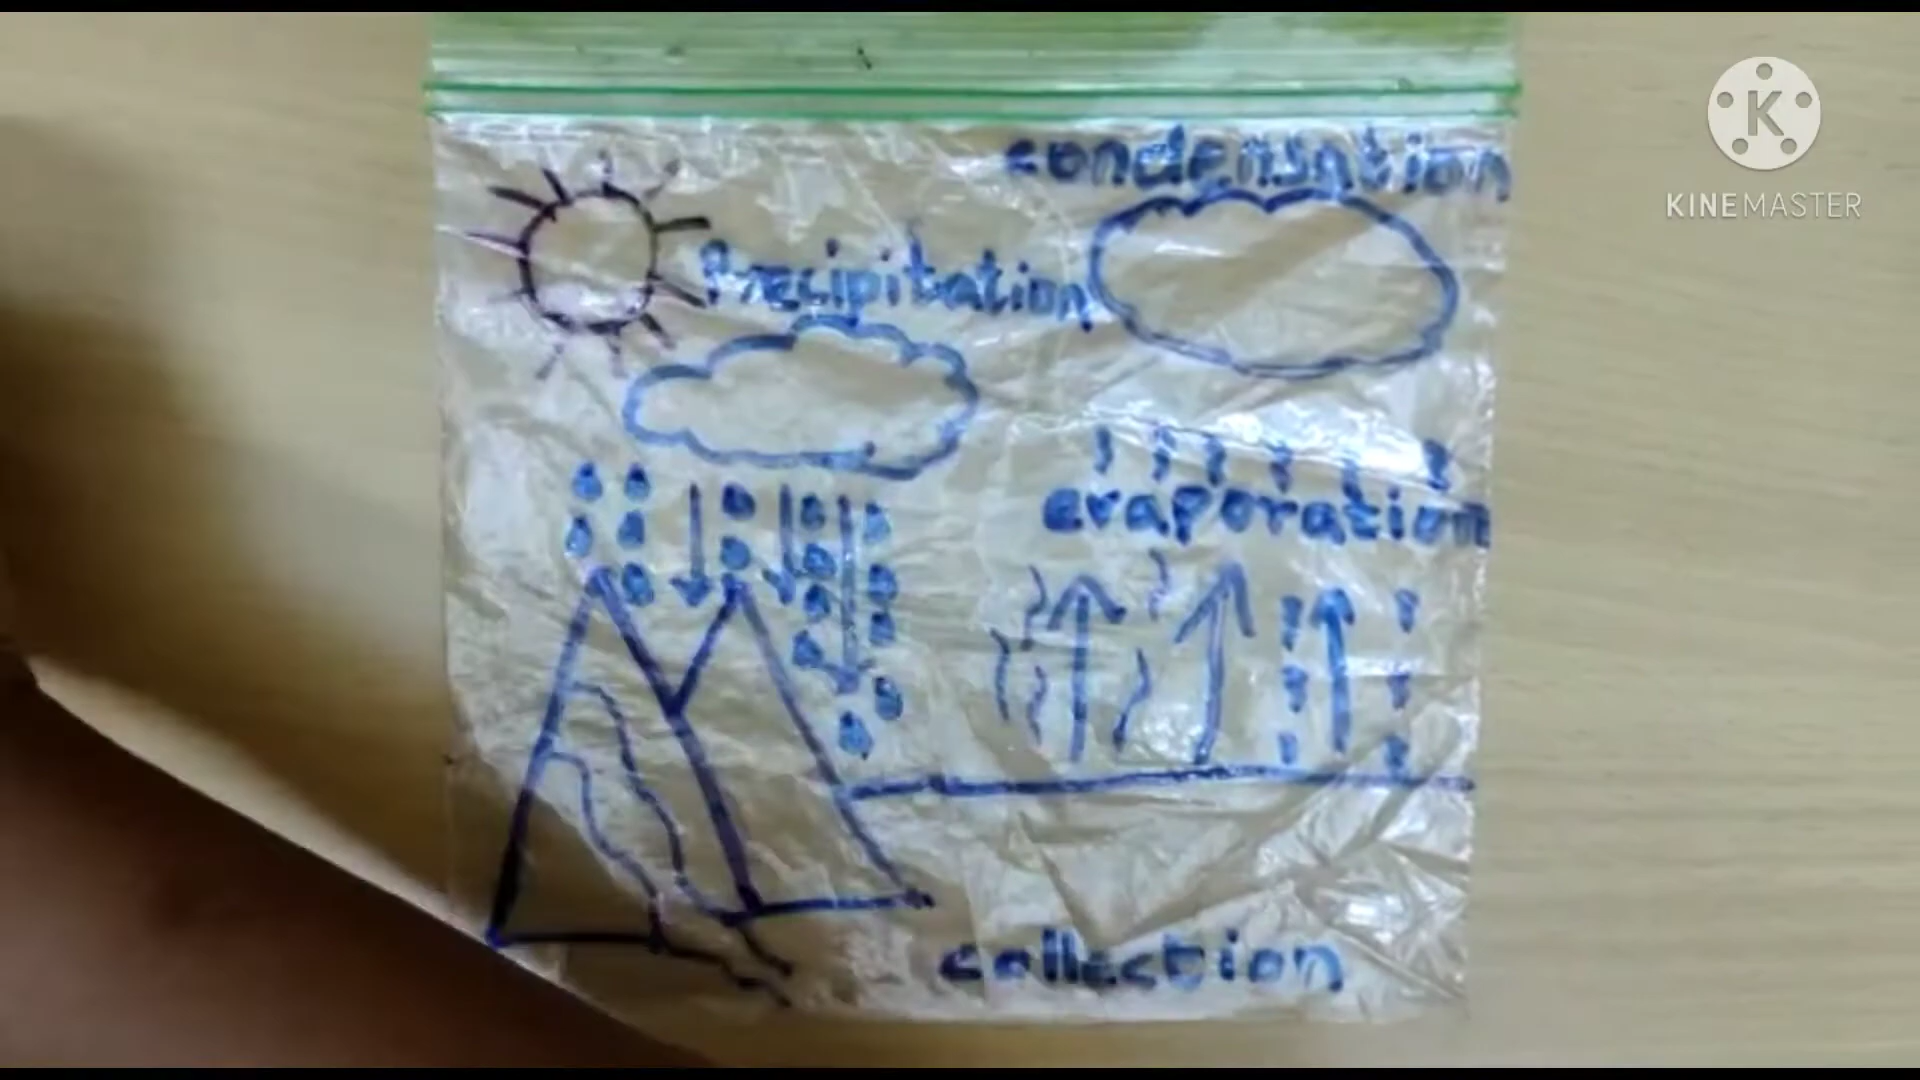 condensation
Precipitation
evaporation
collection
K
KINEMASTER